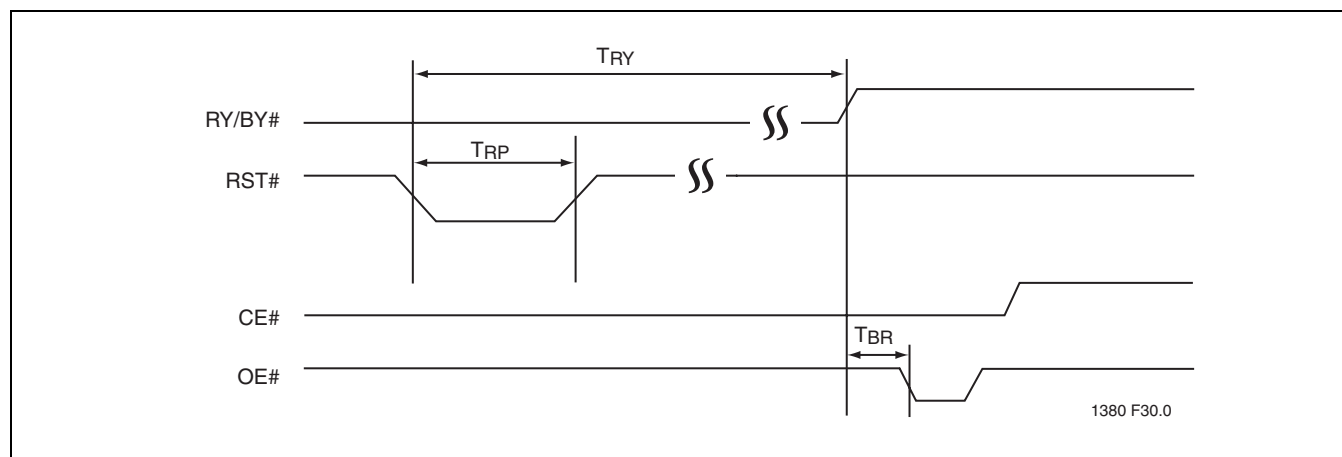 TRY
RY/BY#
TRP
RST#
CE#
TBR
OE#
1380 F30.0